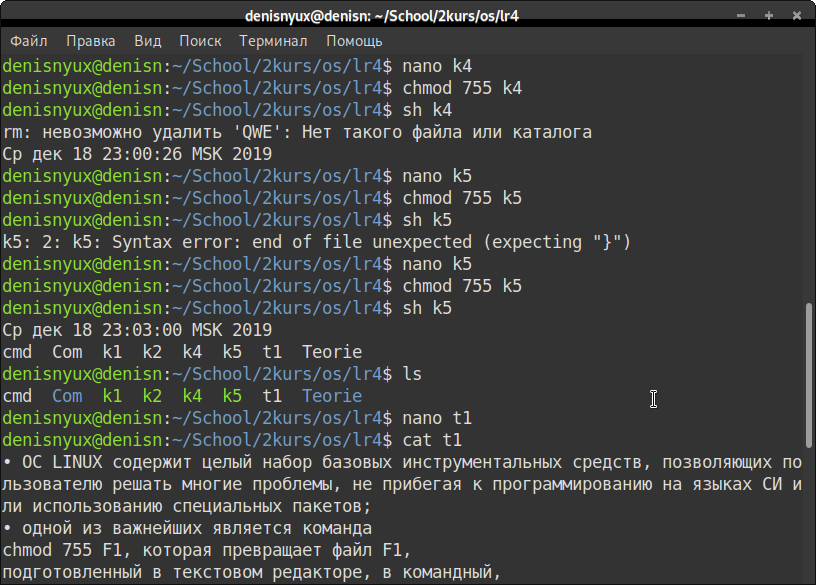 denisnyux@denisn: ~/School/2kurs/os/lr4
Файл Правка Вид Поиск Терминал Помощь
denisnyux@denisn:~/School/2kurs/os/lr4$ nano k4
denisnyux@denisn:~/School/2kurs/os/lr4$ chmod 755 k4
denisnyux@denisn:~/School/2kurs/os/lr4$ sh k4
rm: невозможно удалить 'QWE': Нет такого файла или каталога
Ср дек 18 23:00:26 MSK 2019
denisnyux@denisn:~/School/2kurs/os/lr4$ nano k5
denisnyux@denisn:~/School/2kurs/os/lr4$ chmod 755 k5
denisnyux@denisn:~/School/2kurs/os/lr4$ sh k5
k5: 2: k5: Syntax error: end of file unexpected (expecting "}")
denisnyux@denisn:~/School/2kurs/os/lr4$ nano k5
denisnyux@denisn:~/School/2kurs/os/lr4$ chmod 755 k5
denisnyux@denisn:~/School/2kurs/os/lr4$ sh k5
Ср дек 18 23:03:00 MSK 2019
cmd  Com  k1  k2  k4  k5  t1  Teorie
denisnyux@denisn:~/School/2kurs/os/lr4$ ls
cmd  Com  k1  k2  k4  k5  t1  Teorie
denisnyux@denisn:~/School/2kurs/os/lr4$ nano t1
denisnyux@denisn:~/School/2kurs/os/lr4$ cat t1
• ОС LINUX содержит целый набор базовых инструментальных средств, позволяющих по
льзователю решать многие проблемы, не прибегая к программированию на языках СИ и
ли использованию специальных пакетов;
• одной из важнейших является команда
chmod 755 F1, которая превращает файл F1,
подготовленный в текстовом редакторе, в командный,